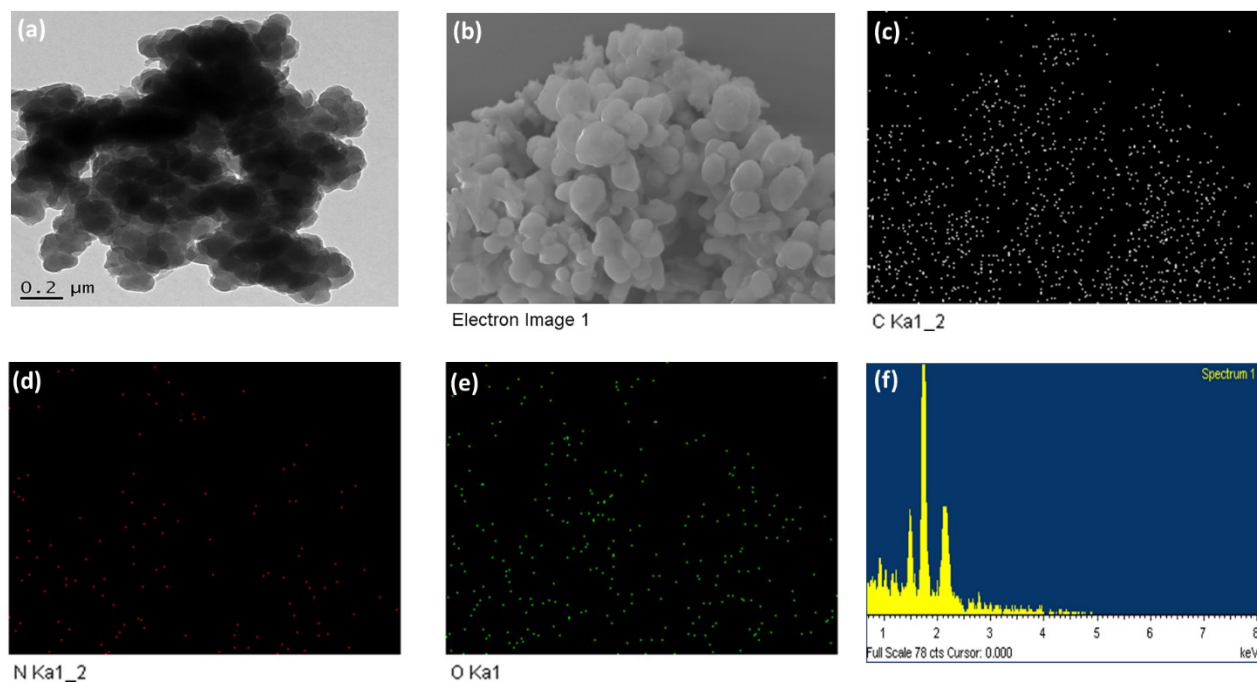 (a)
0.2 µm
(b)
Electron Image 1
(c)
C Ka1_2
(d)
N Ka1_2
(e)
O Ka1
(f)
Spectrum 1
1 2 3 4 5 6 7 8
Full Scale 78 cts Cursor: 0.000 keV